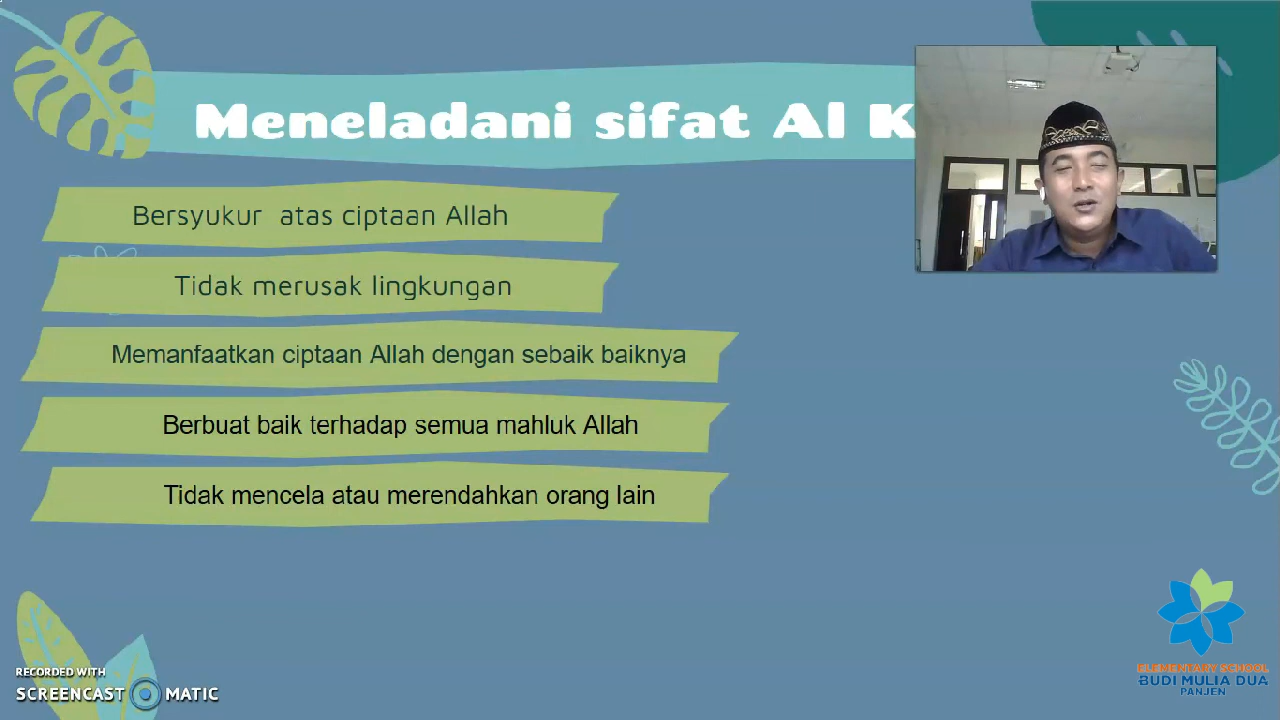 Meneladani sifat Al K
Bersyukur atas ciptaan Allah
Tidak merusak lingkungan
Memanfaatkan ciptaan Allah dengan sebaik baiknya
Berbuat baik terhadap semua mahluk Allah
Tidak mencela atau merendahkan orang lain
RECORDED WITH
SCREENCAST MATIC
ELEMENTARY SCHOOL
BUDI MULIA DUA
PANJEN